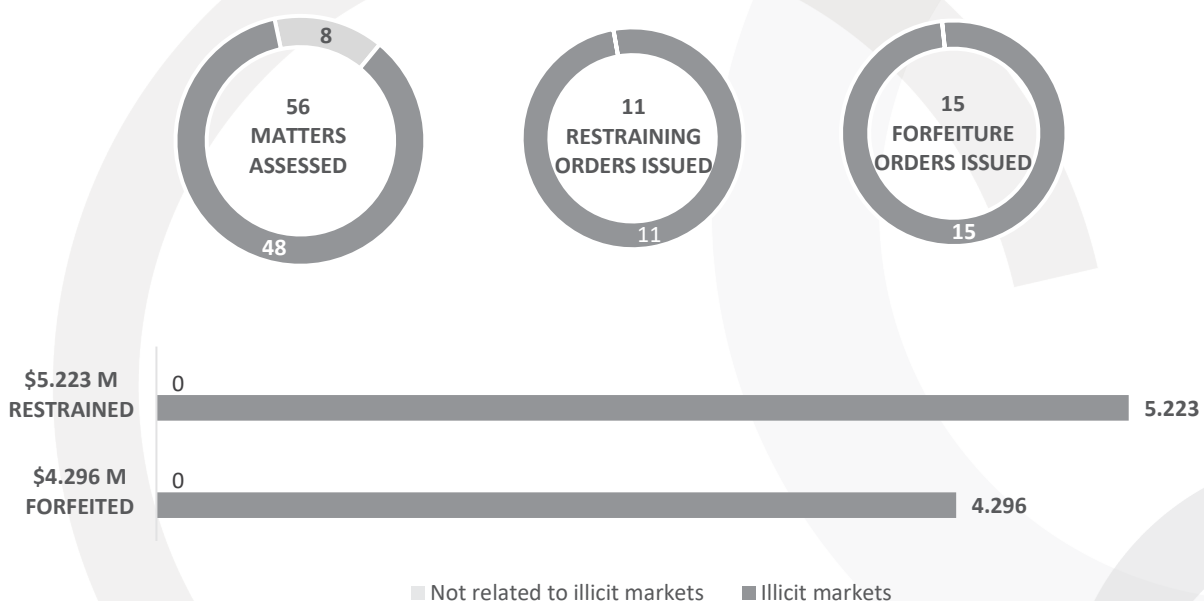 8
56
MATTERS
ASSESSED
48
11
RESTRAINING
ORDERS ISSUED
11
15
FORFEITURE
ORDERS ISSUED
15
$5.223 M
RESTRAINED
0
5.223
$4.296 M
FORFEITED
0
4.296
Not related to illicit markets
Illicit markets